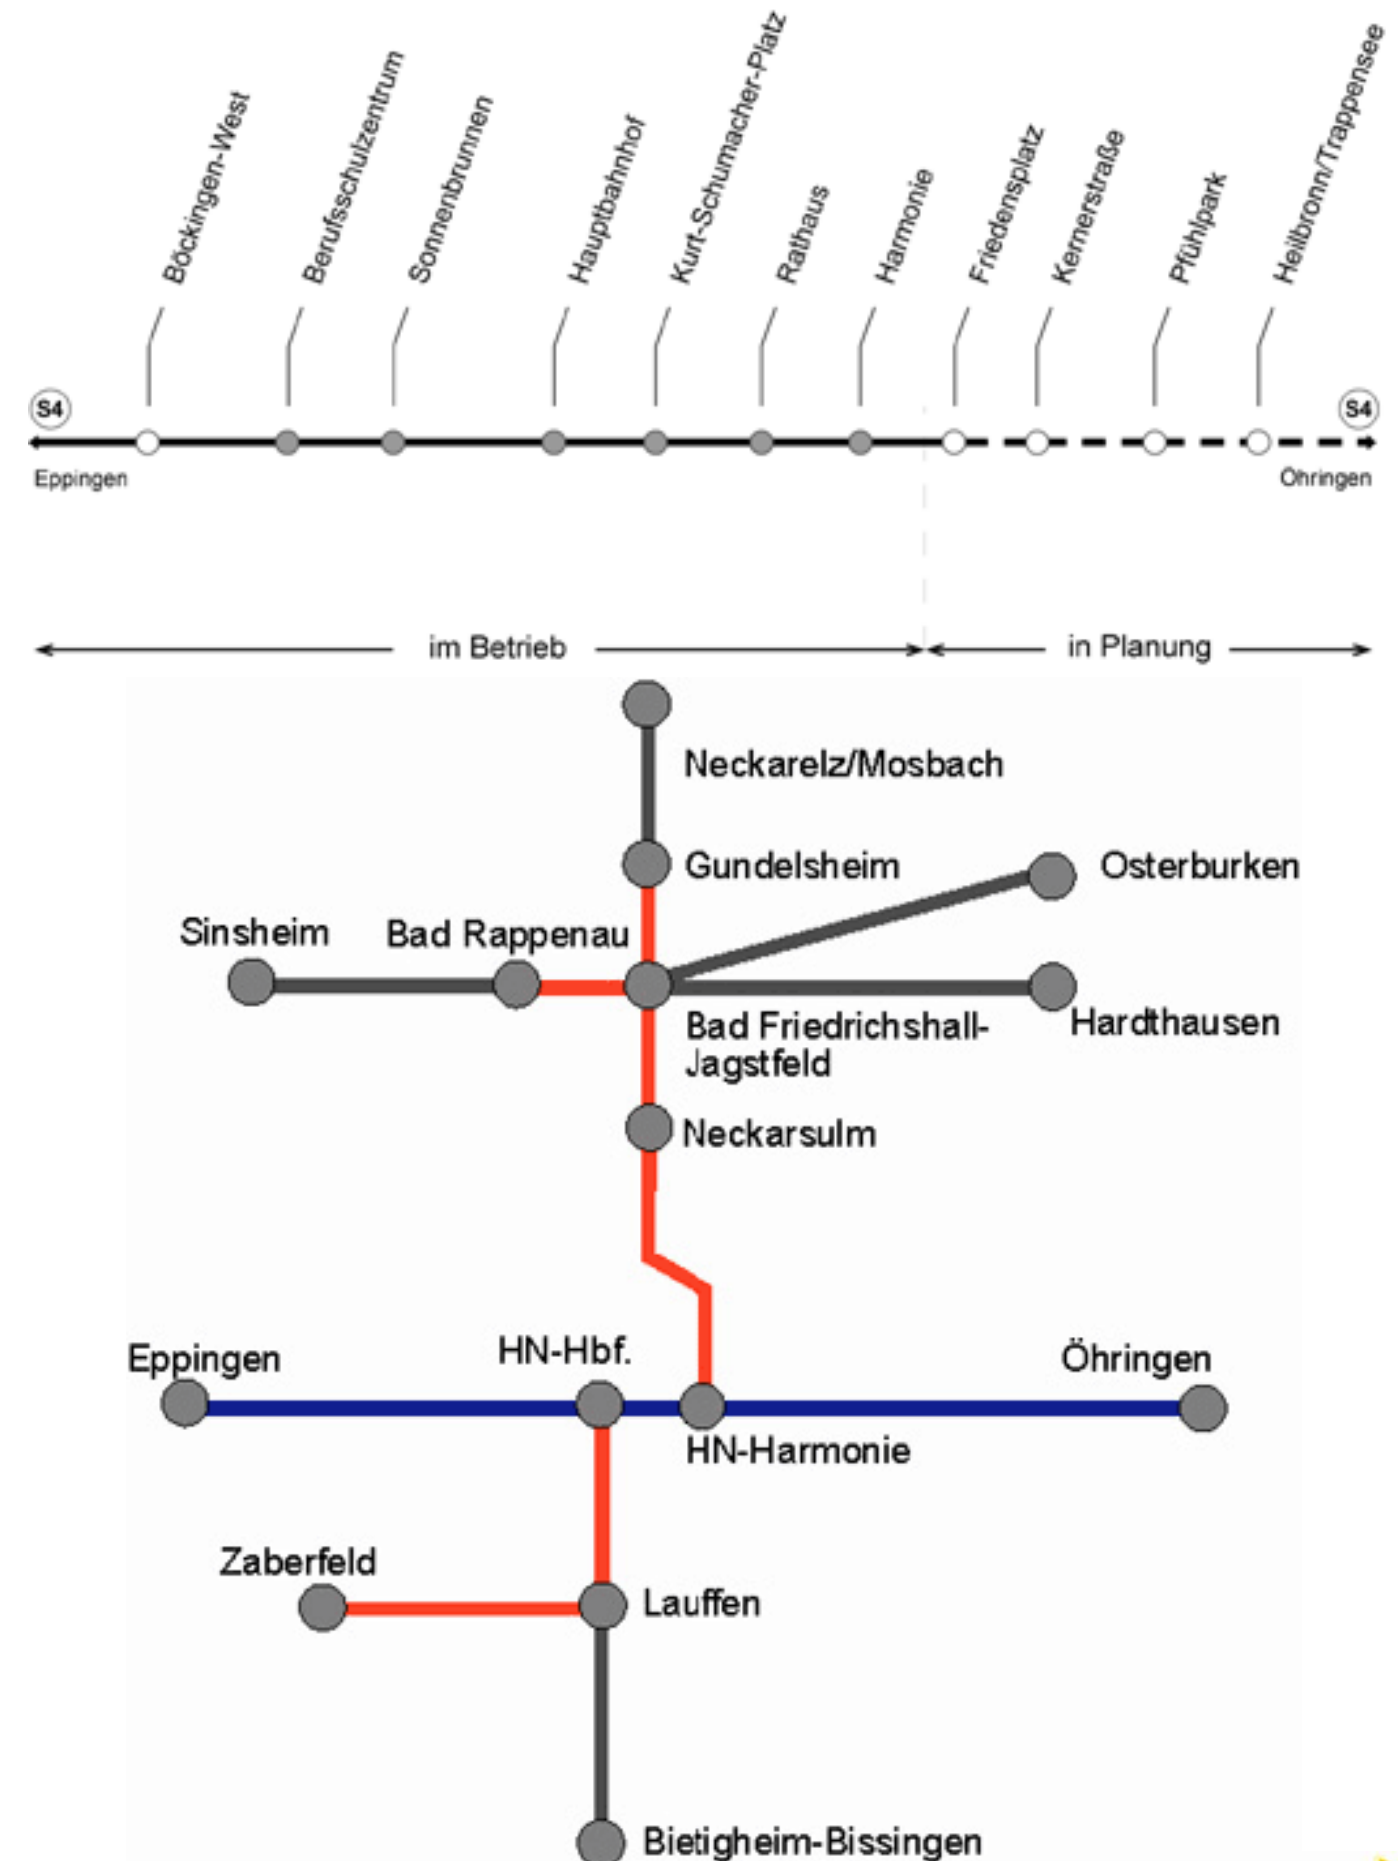 Böckingen-West
Berufsschulzentrum
Sonnenbrunnen
Hauptbahnhof
Kurt-Schumacher-Platz
Rathaus
Harmonie
Friedensplatz
Kernerstraße
Pfühlpark
Heilbronn/Trappensee
S4
S4
Eppingen
Öhringen
im Betrieb
in Planung
Neckarelz/Mosbach
Gundelsheim
Osterburken
Sinsheim
Bad Rappenau
Bad Friedrichshall-
Jagstfeld
Hardthausen
Neckarsulm
Eppingen
HN-Hbf.
Öhringen
HN-Harmonie
Zaberfeld
Lauffen
Bietigheim-Bissingen